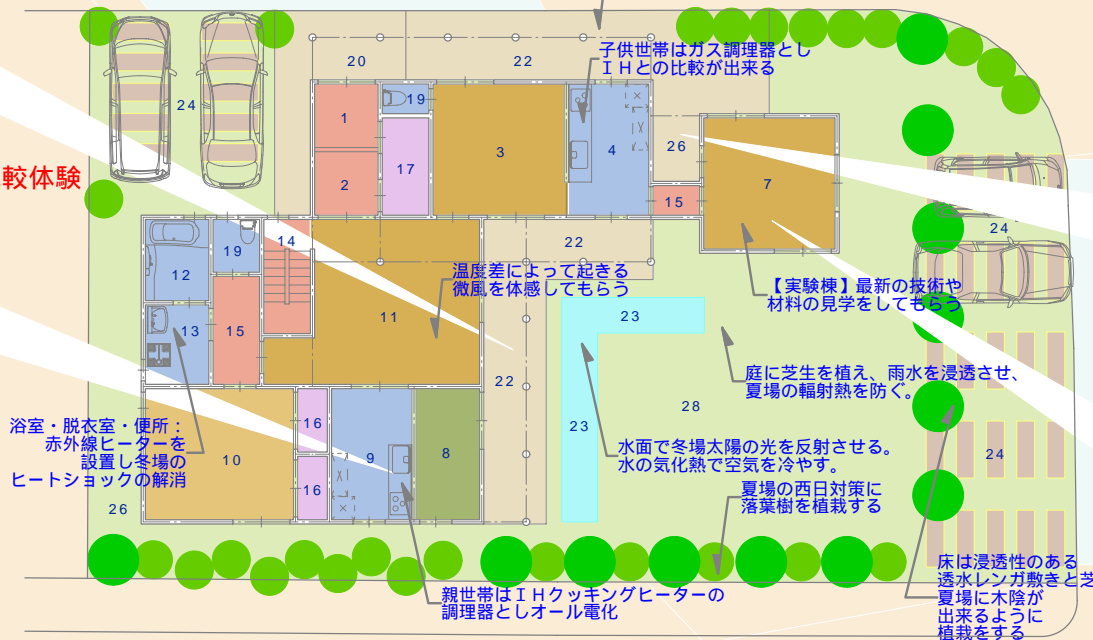 子供世帯はガス調理器とし
ＩＨとの比較が出来る
20
22
24
19
1
3
4
17
26
較体験
2
7
15
24
14
22
19
12
温度差によって起きる
微風を体感してもらう
【実験棟】最新の技術や
材料の見学をしてもらう
11
23
13
15
22
庭に芝生を植え、雨水を浸透させ、
夏場の輻射熱を防ぐ。
28
浴室・脱衣室・便所：
赤外線ヒーターを
設置し冬場の
ヒートショックの解消
16
23
水面で冬場太陽の光を反射させる。
水の気化熱で空気を冷やす。
10
9
8
24
16
夏場の西日対策に
落葉樹を植栽する
26
床は浸透性のある
透水レンガ敷きと芝
夏場に木陰が
出来るように
植栽をする
親世帯はＩＨクッキングヒーターの
調理器としオール電化